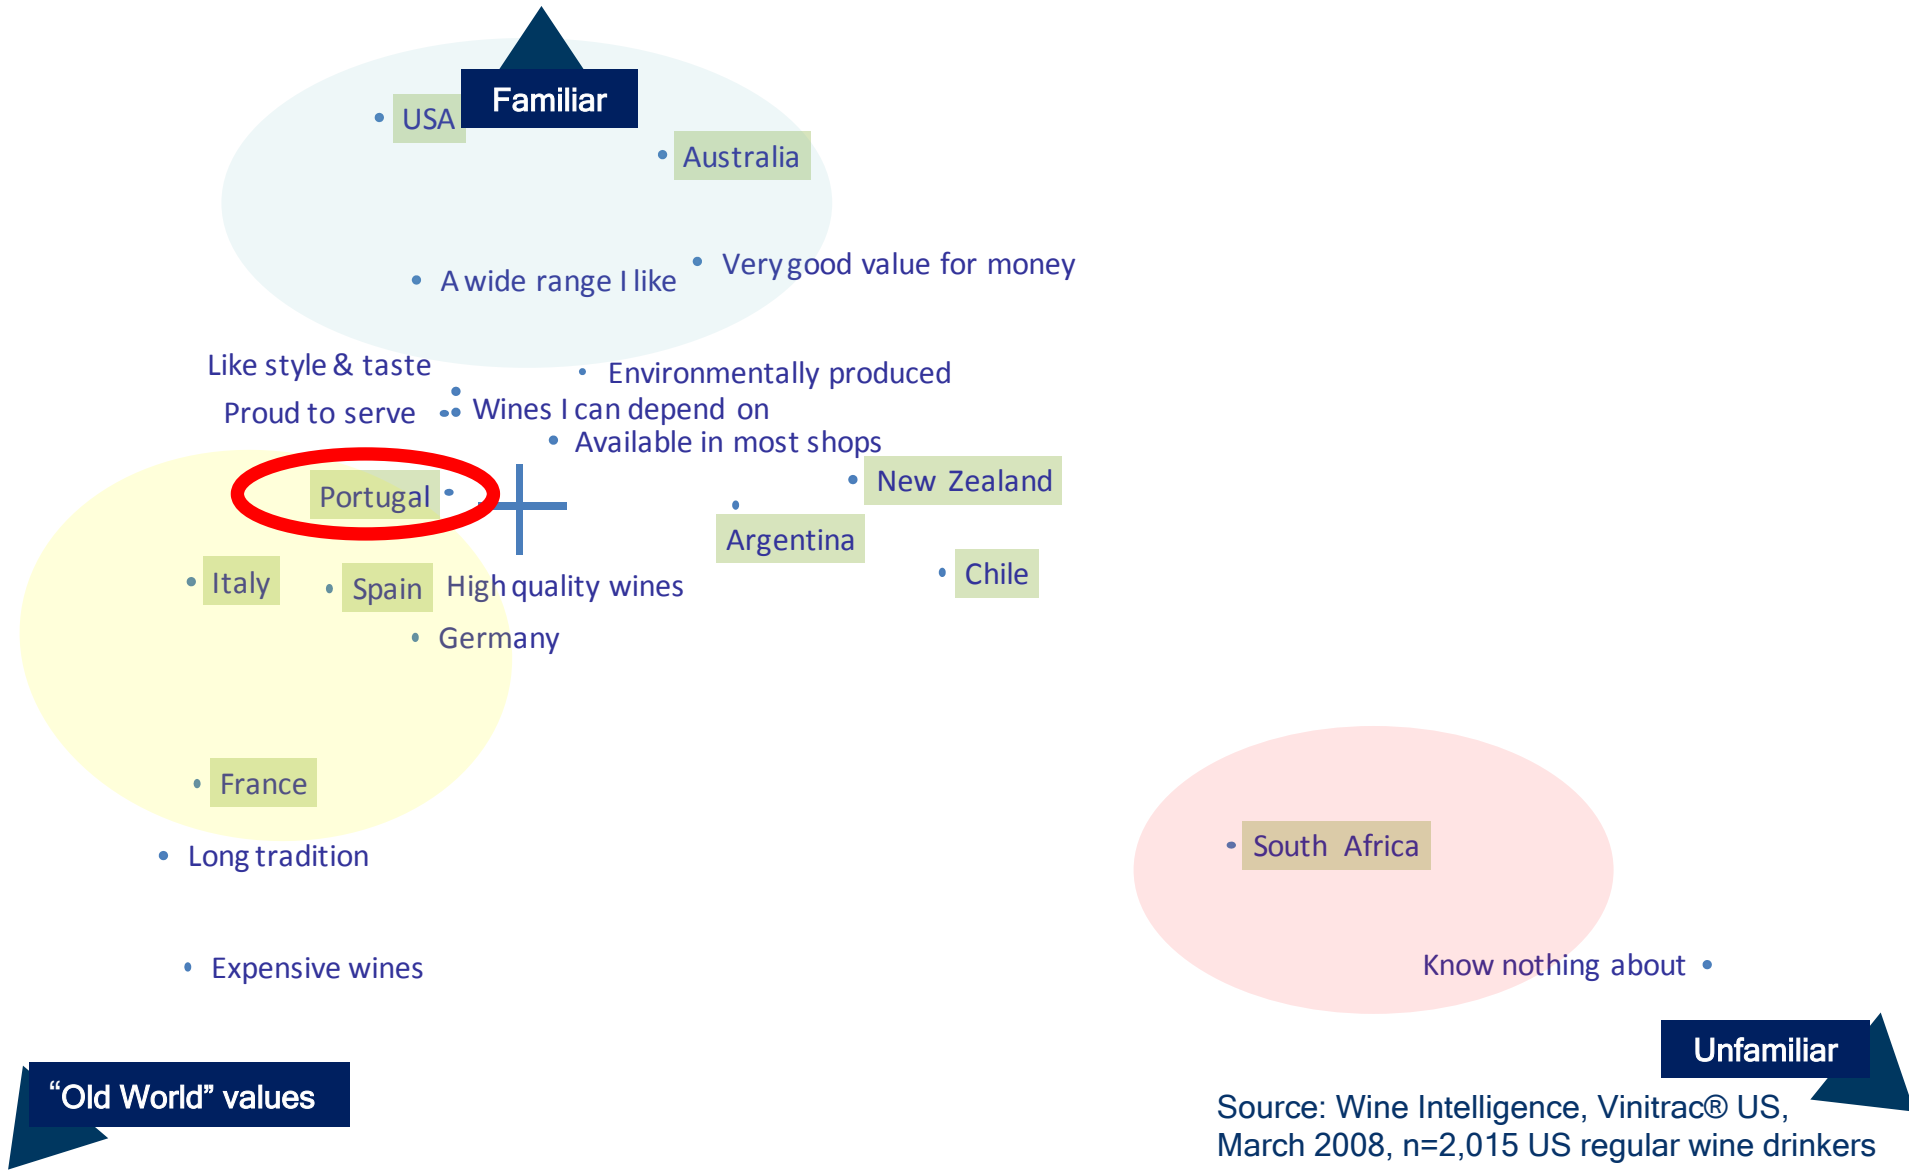 Familiar
USA
Australia
Very good value for money
A wide range I like
Like style & taste
Environmentally produced
Proud to serve
Wines I can depend on
Available in most shops
New Zealand
Portugal
Argentina
Chile
Italy
Spain
High quality wines
Germany
France
South Africa
Long tradition
Know nothing about
Expensive wines
Unfamiliar
“Old World” values
Source: Wine Intelligence, Vinitrac® US,
March 2008, n=2,015 US regular wine drinkers